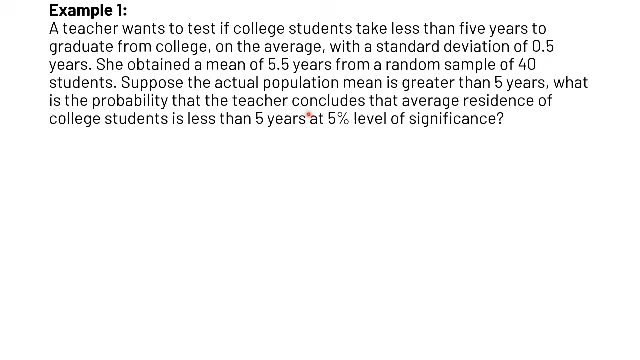 Example 1:
A teacher wants to test if college students take less than five years to
graduate from college, on the average, with a standard deviation of 0.5
years. She obtained a mean of 5.5 years from a random sample of 40
students. Suppose the actual population mean is greater than 5 years, what
is the probability that the teacher concludes that average residence of
college students is less than 5 years at 5% level of significance?